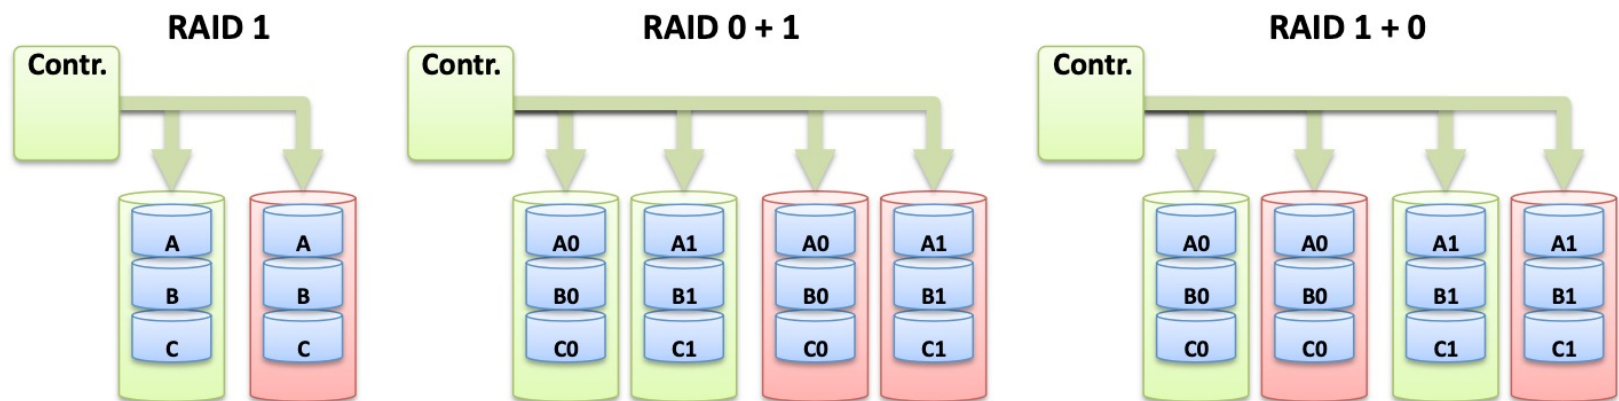 RAID 1
Contr.
A
B
C
A
B
C
RAID 0 + 1
Contr.
A0
B0
C0
A1
B1
C1
A0
B0
C0
A1
B1
C1
RAID 1 + 0
Contr.
A0
B0
C0
A0
B0
C0
A1
B1
C1
A1
B1
C1